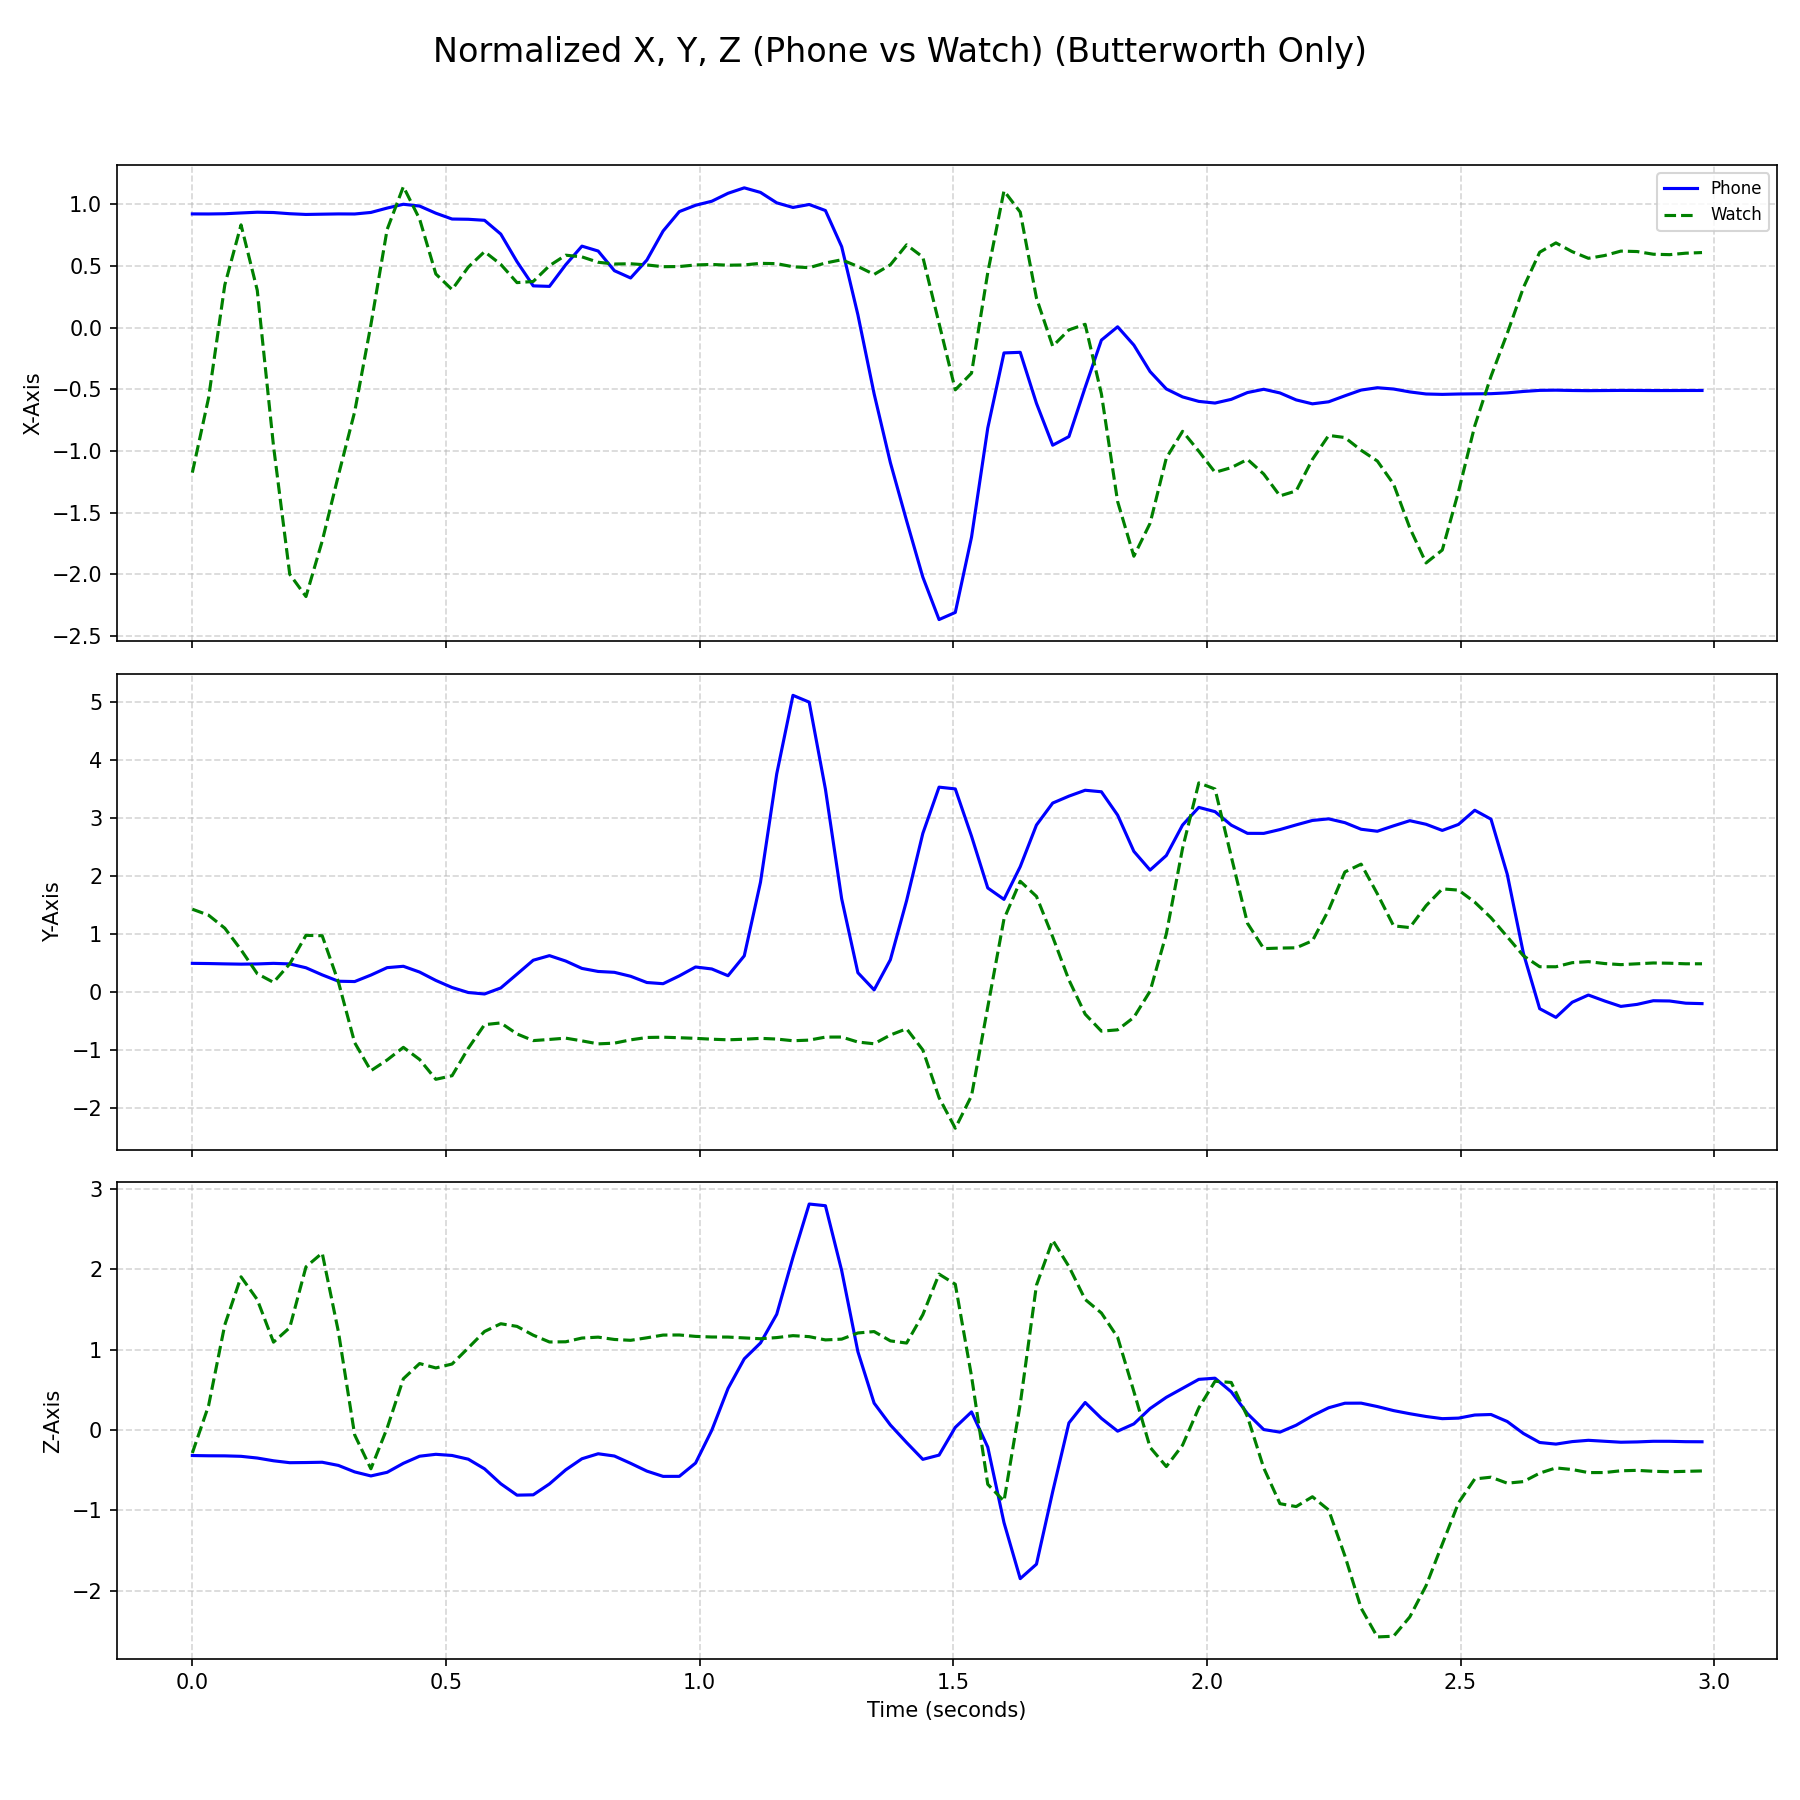 Normalized X, Y, Z (Phone vs Watch) (Butterworth Only)
Phone
Watch
X-Axis
1.0
0.5
0.0
−0.5
−1.0
−1.5
−2.0
−2.5
Y-Axis
5
4
3
2
1
0
−1
−2
Z-Axis
3
2
1
0
−1
−2
0.0 0.5 1.0 1.5 2.0 2.5 3.0
Time (seconds)